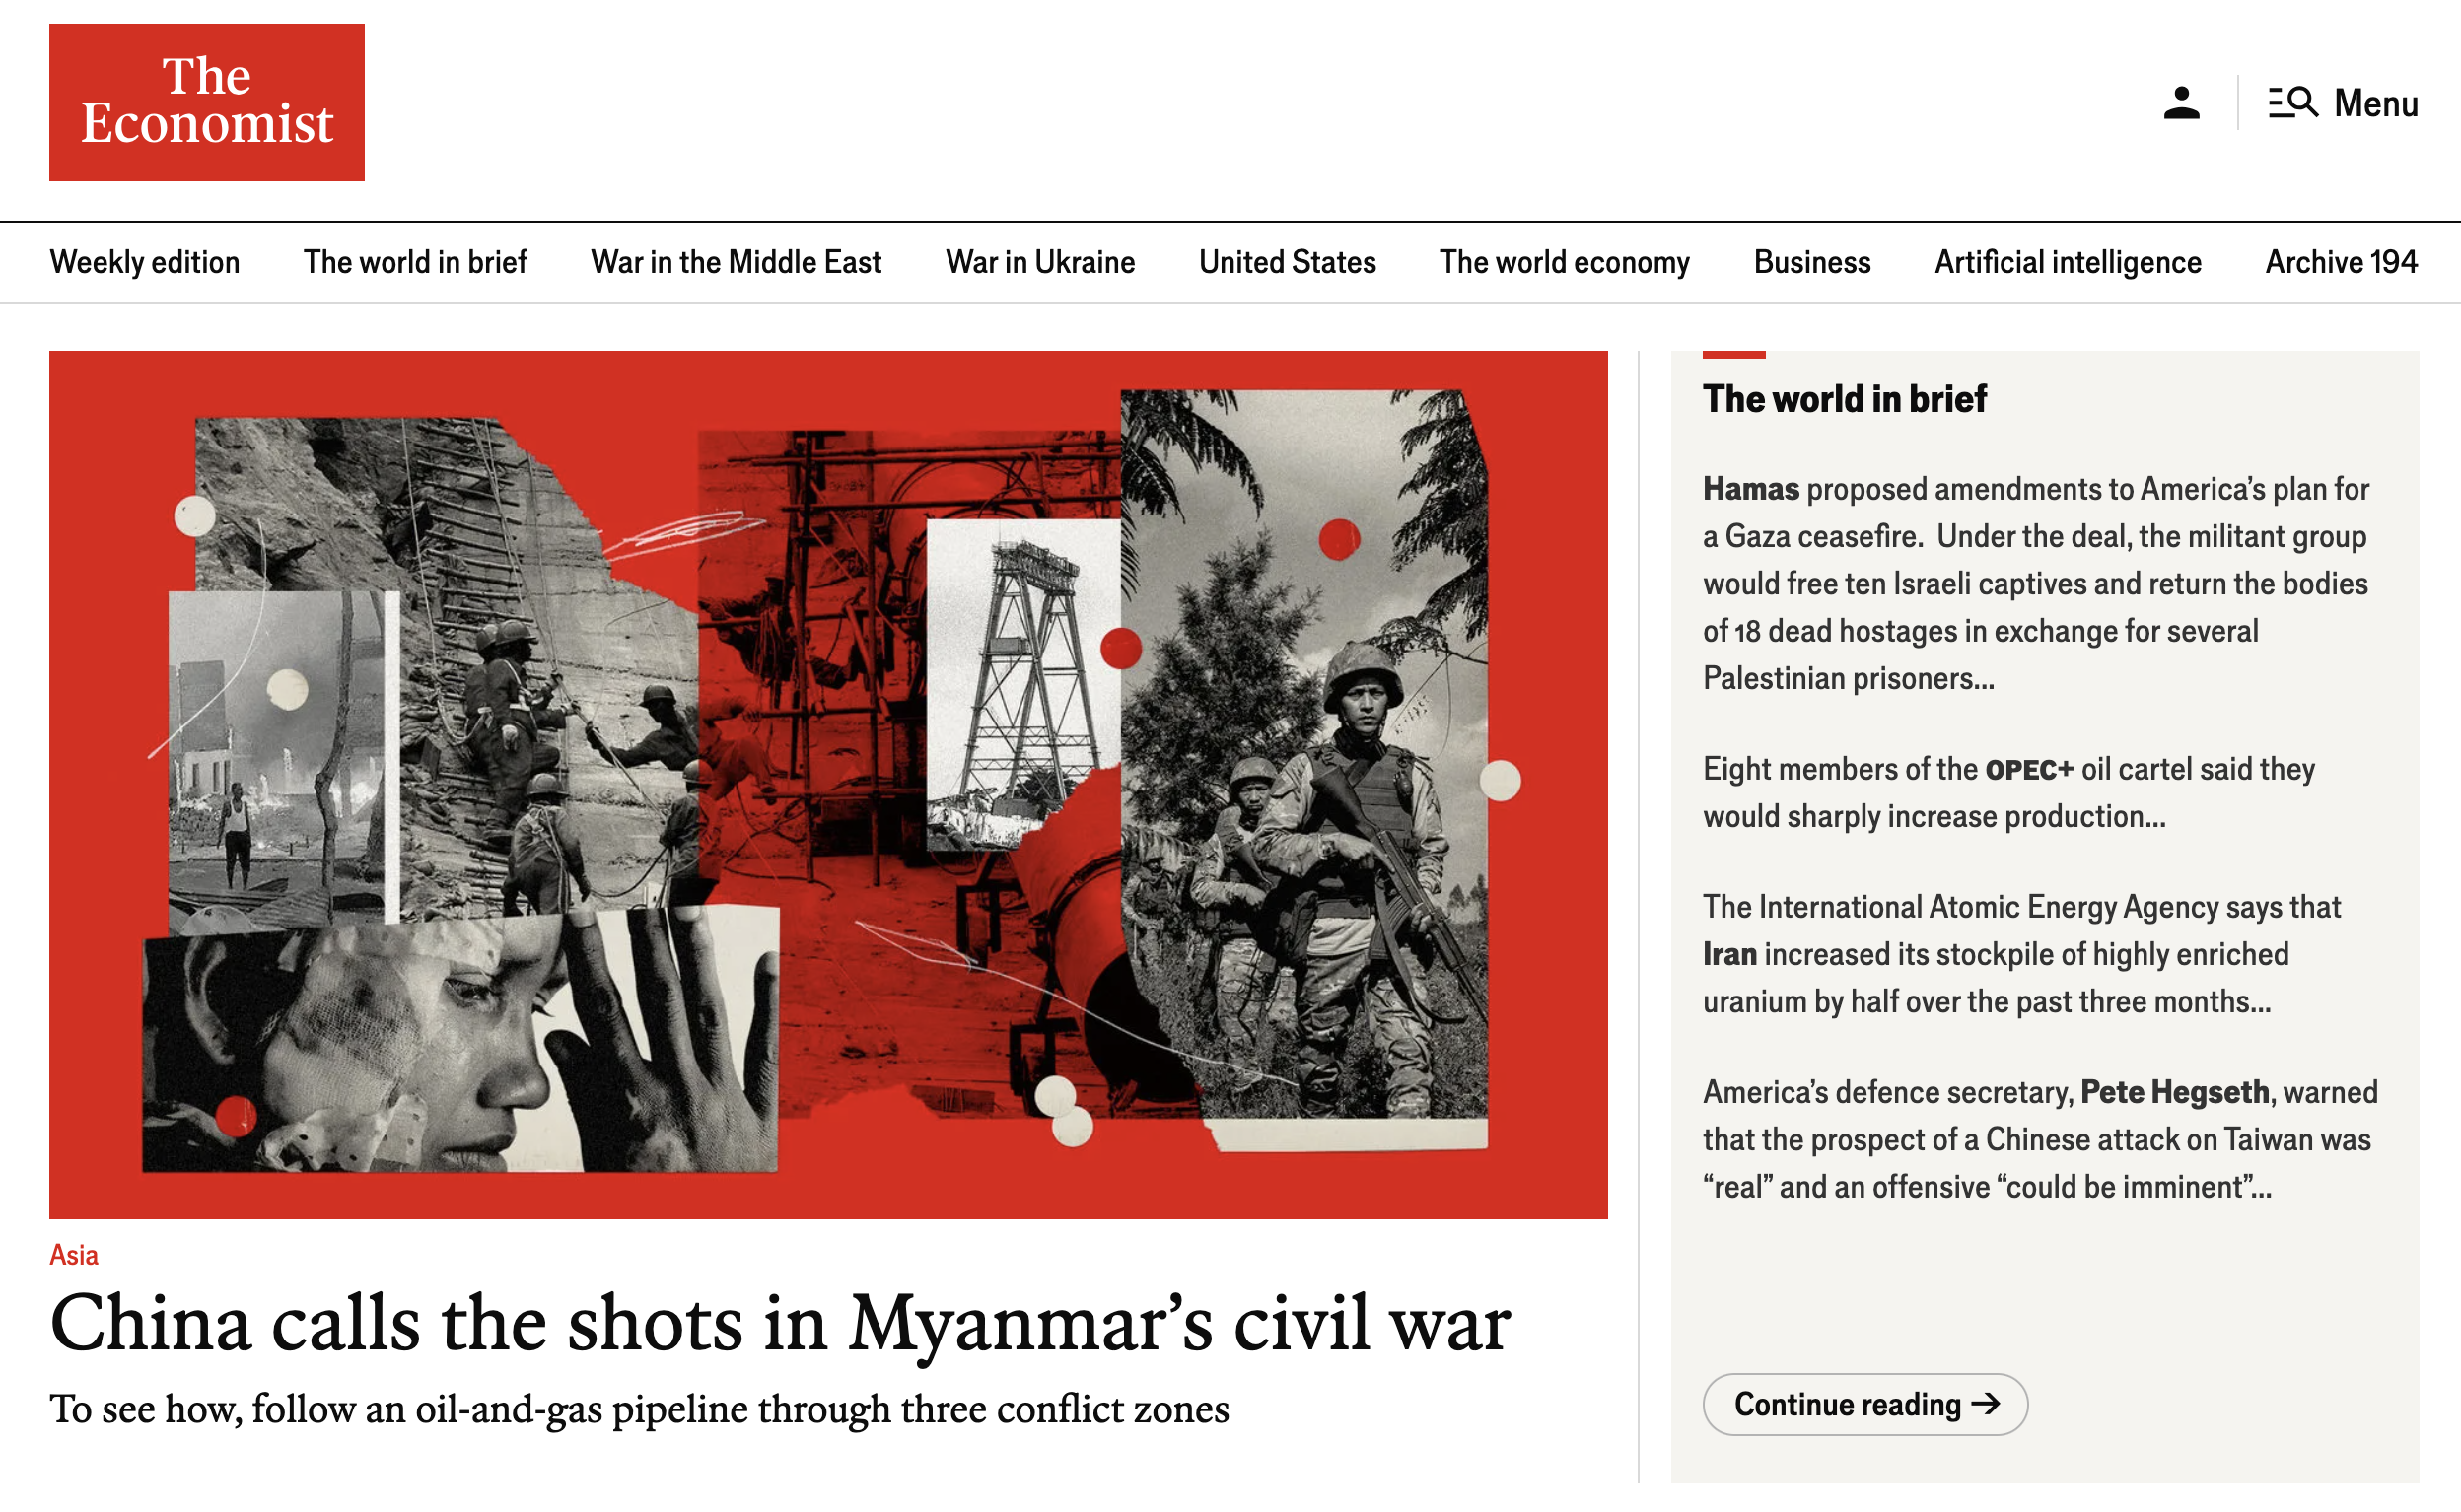 The
Economist
Menu
Weekly edition
The world in brief
War in the Middle East
War in Ukraine
United States
The world economy
Business
Artificial intelligence
Archive 194
Asia
China calls the shots in Myanmar’s civil war
To see how, follow an oil-and-gas pipeline through three conflict zones
The world in brief
Hamas proposed amendments to America’s plan for
a Gaza ceasefire.  Under the deal, the militant group
would free ten Israeli captives and return the bodies
of 18 dead hostages in exchange for several
Palestinian prisoners…
Eight members of the OPEC+ oil cartel said they
would sharply increase production…
The International Atomic Energy Agency says that
Iran increased its stockpile of highly enriched
uranium by half over the past three months…
America’s defence secretary, Pete Hegseth, warned
that the prospect of a Chinese attack on Taiwan was
“real” and an offensive “could be imminent”…
Continue reading →